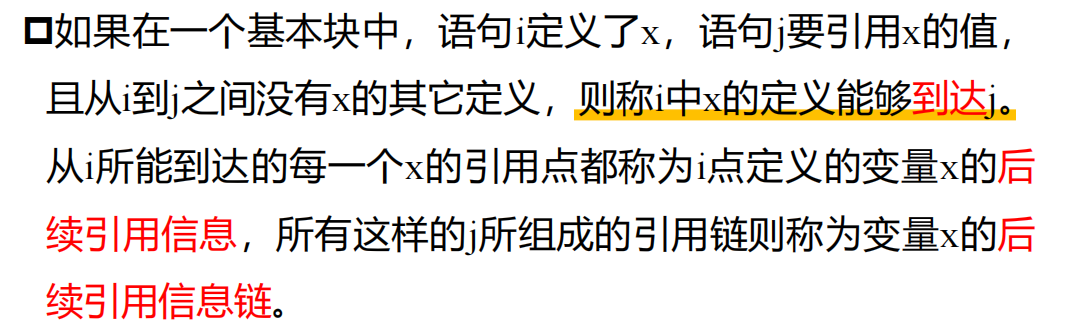 如果在一个基本块中，语句i定义了x，语句j要引用x的值，
且从i到j之间没有x的其它定义，则称i中x的定义能够到达j。
从i所能到达的每一个x的引用点都称为i点定义的变量x的后
续引用信息，所有这样的j所组成的引用链则称为变量x的后
续引用信息链。